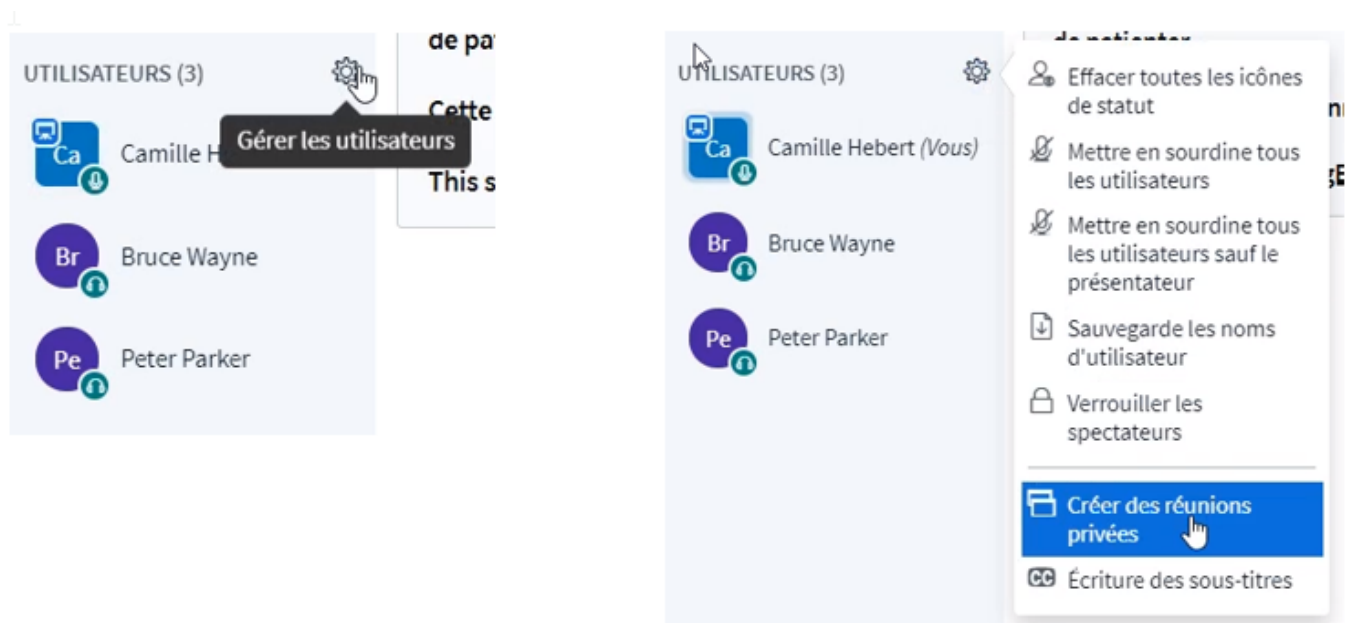 de pa
UTILISATEURS (3)
Cette
Ca
Camille H
Gérer les utilisateurs
This s
Br
Bruce Wayne
Pe
Peter Parker
de patienter
UTILISATEURS (3)
Ca
Camille Hebert (Vous)
Br
Bruce Wayne
Pe
Peter Parker
Effacer toutes les icônes
de statut
Mettre en sourdine tous
les utilisateurs
Mettre en sourdine tous
les utilisateurs sauf le
présentateur
Sauvegarde les noms
d'utilisateur
Verrouiller les
spectateurs
Créer des réunions
privées
CC Écriture des sous-titres